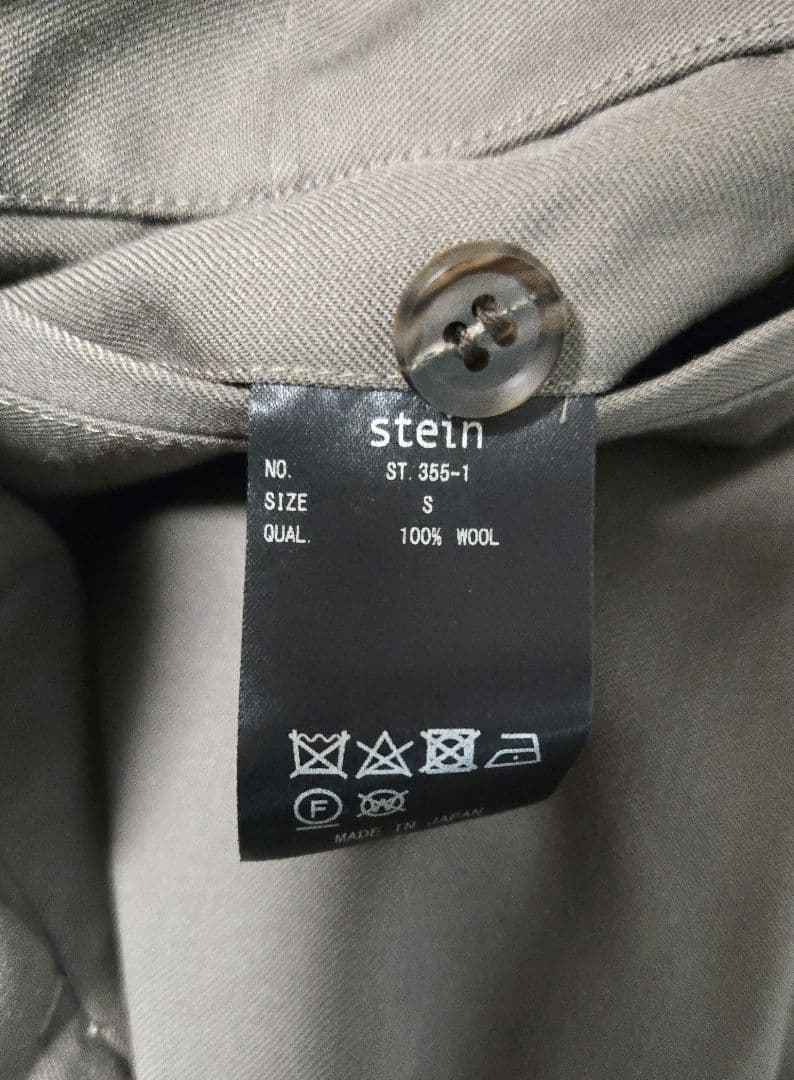 stein
NO. ST.355-1
SIZE S
QUAL. 100% WOOL
F W
MADE IN JAPAN